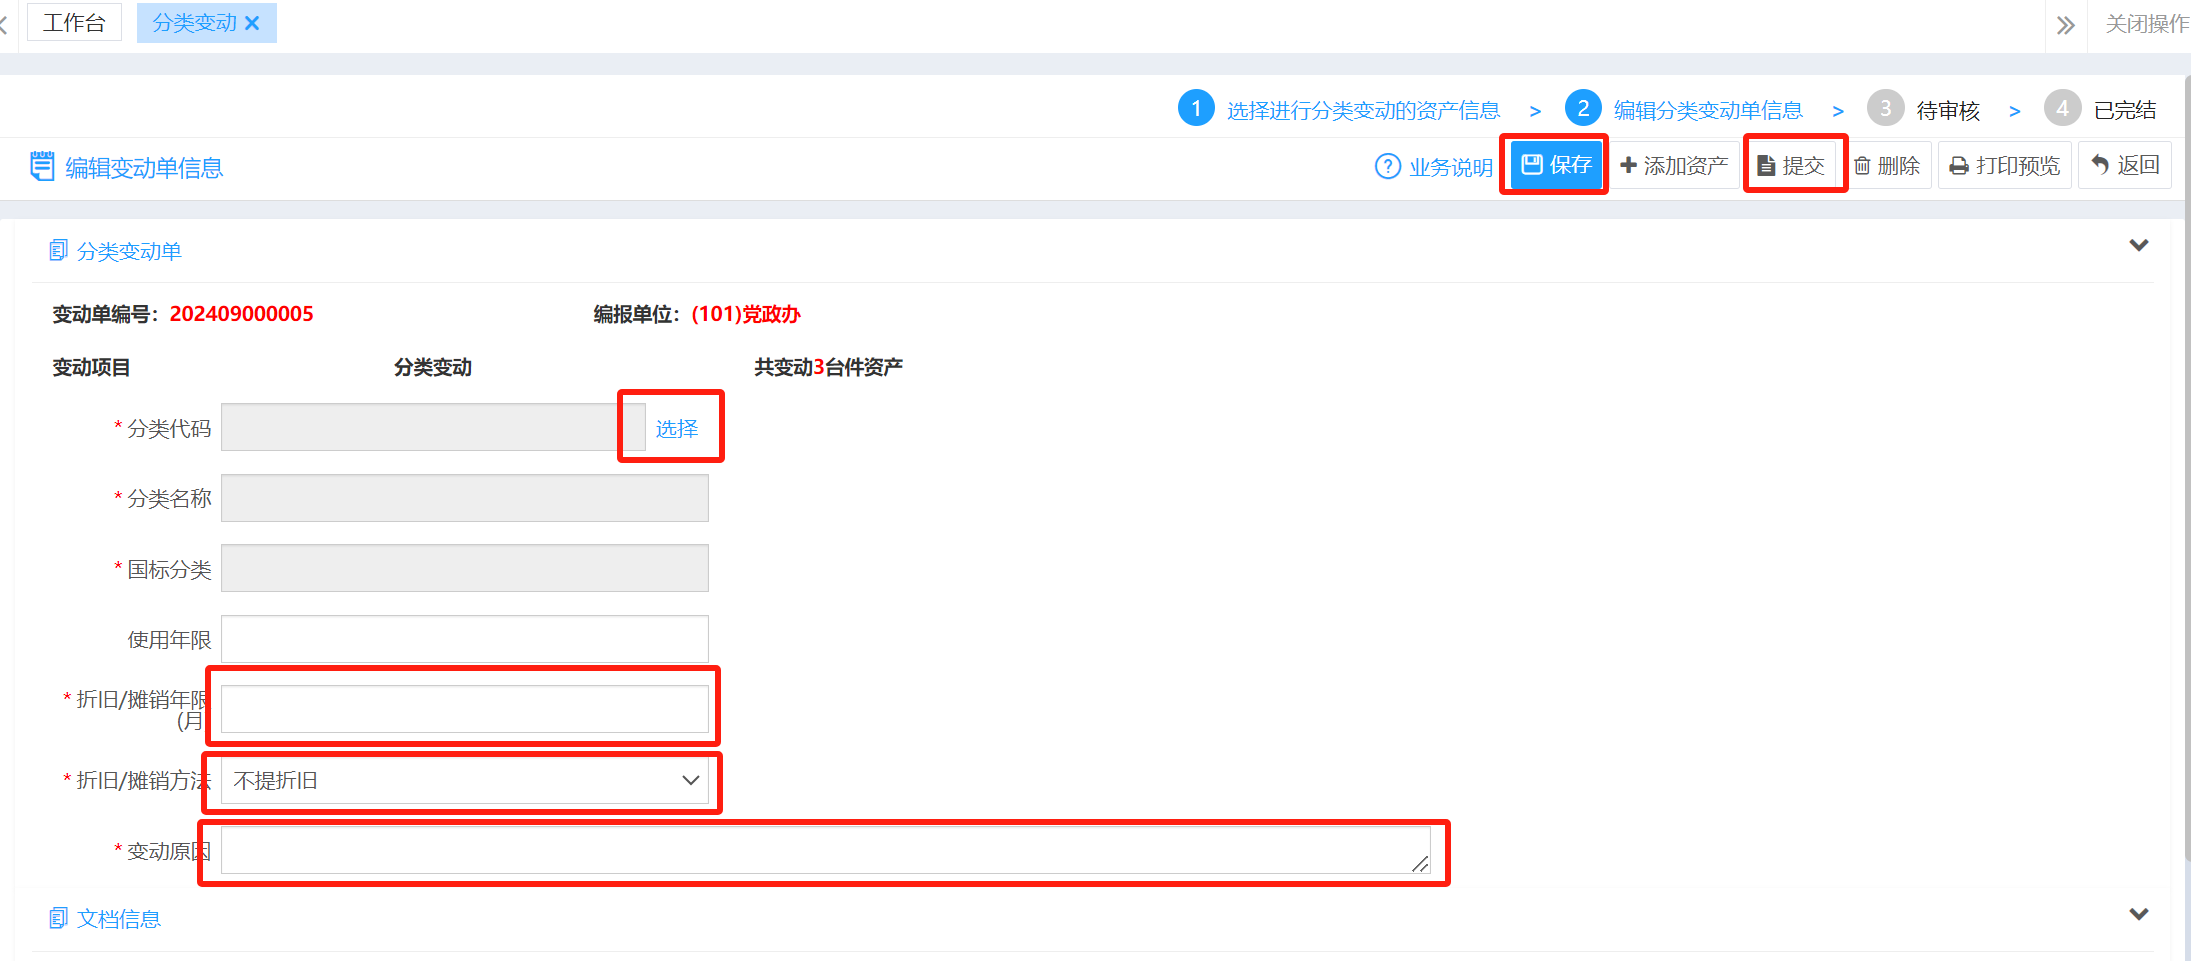 工作台
分类变动
关闭操作
1 选择进行分类变动的资产信息 > 2 编辑分类变动单信息 > 3 待审核 > 4 已完结
编辑变动单信息
业务说明 保存 添加资产 提交 删除 打印预览 返回
分类变动单
变动单编号：202409000005 编报单位：(101)党政办
变动项目 分类变动 共变动3台件资产
* 分类代码 选择
* 分类名称
* 国标分类
使用年限
* 折旧/摊销年限
(月
* 折旧/摊销方法 不提折旧
* 变动原因
文档信息